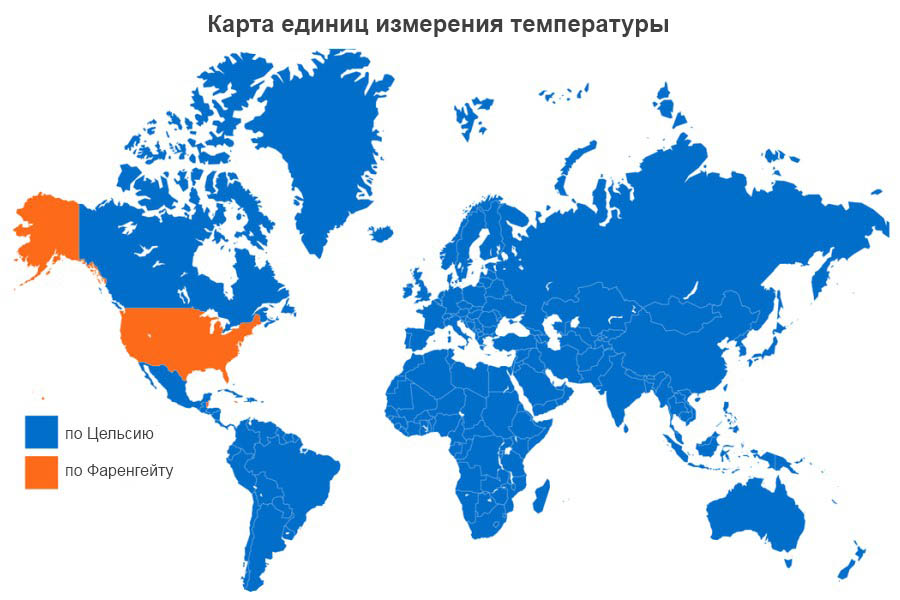 Карта единиц измерения температуры
по Цельсию
по Фаренгейту